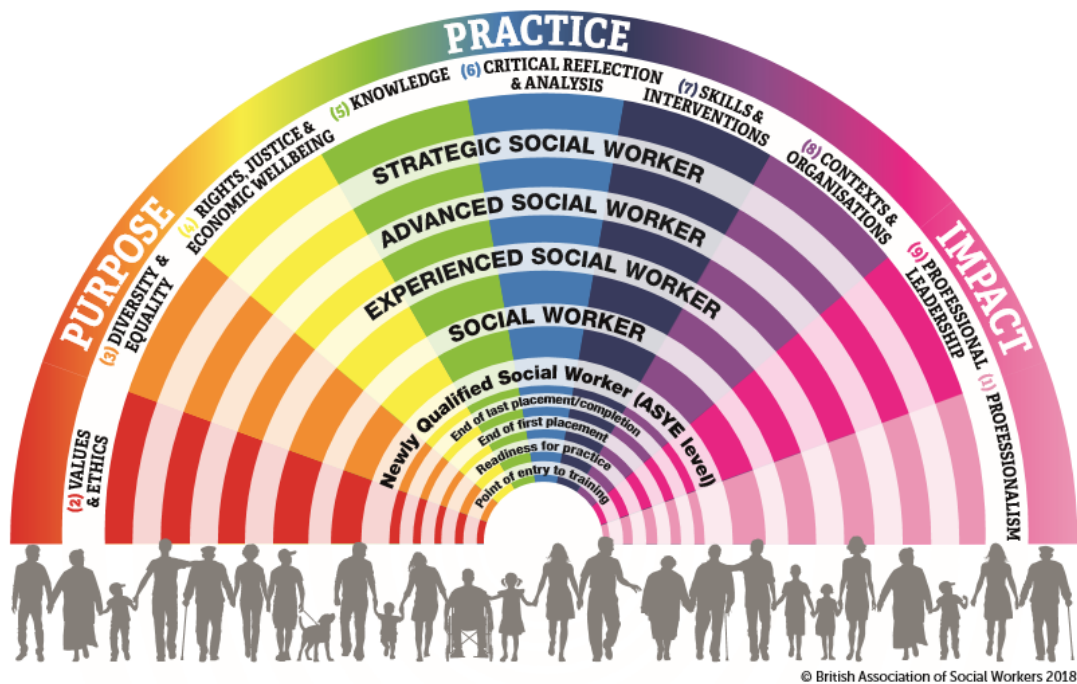 PURPOSE
PRACTICE
IMPACT
(2) VALUES
& ETHICS
(3) DIVERSITY &
EQUALITY
(4) RIGHTS, JUSTICE &
ECONOMIC WELLBEING
(5) KNOWLEDGE
(6) CRITICAL REFLECTION
& ANALYSIS
(7) SKILLS &
INTERVENTIONS
(8) CONTEXTS &
ORGANISATIONS
(9) PROFESSIONAL
LEADERSHIP
(1) PROFESSIONALISM
STRATEGIC SOCIAL WORKER
ADVANCED SOCIAL WORKER
EXPERIENCED SOCIAL WORKER
SOCIAL WORKER
Newly Qualified Social Worker (ASYE level)
End of last placement/completion
End of first placement
Readiness for practice
Point of entry to training
© British Association of Social Workers 2018